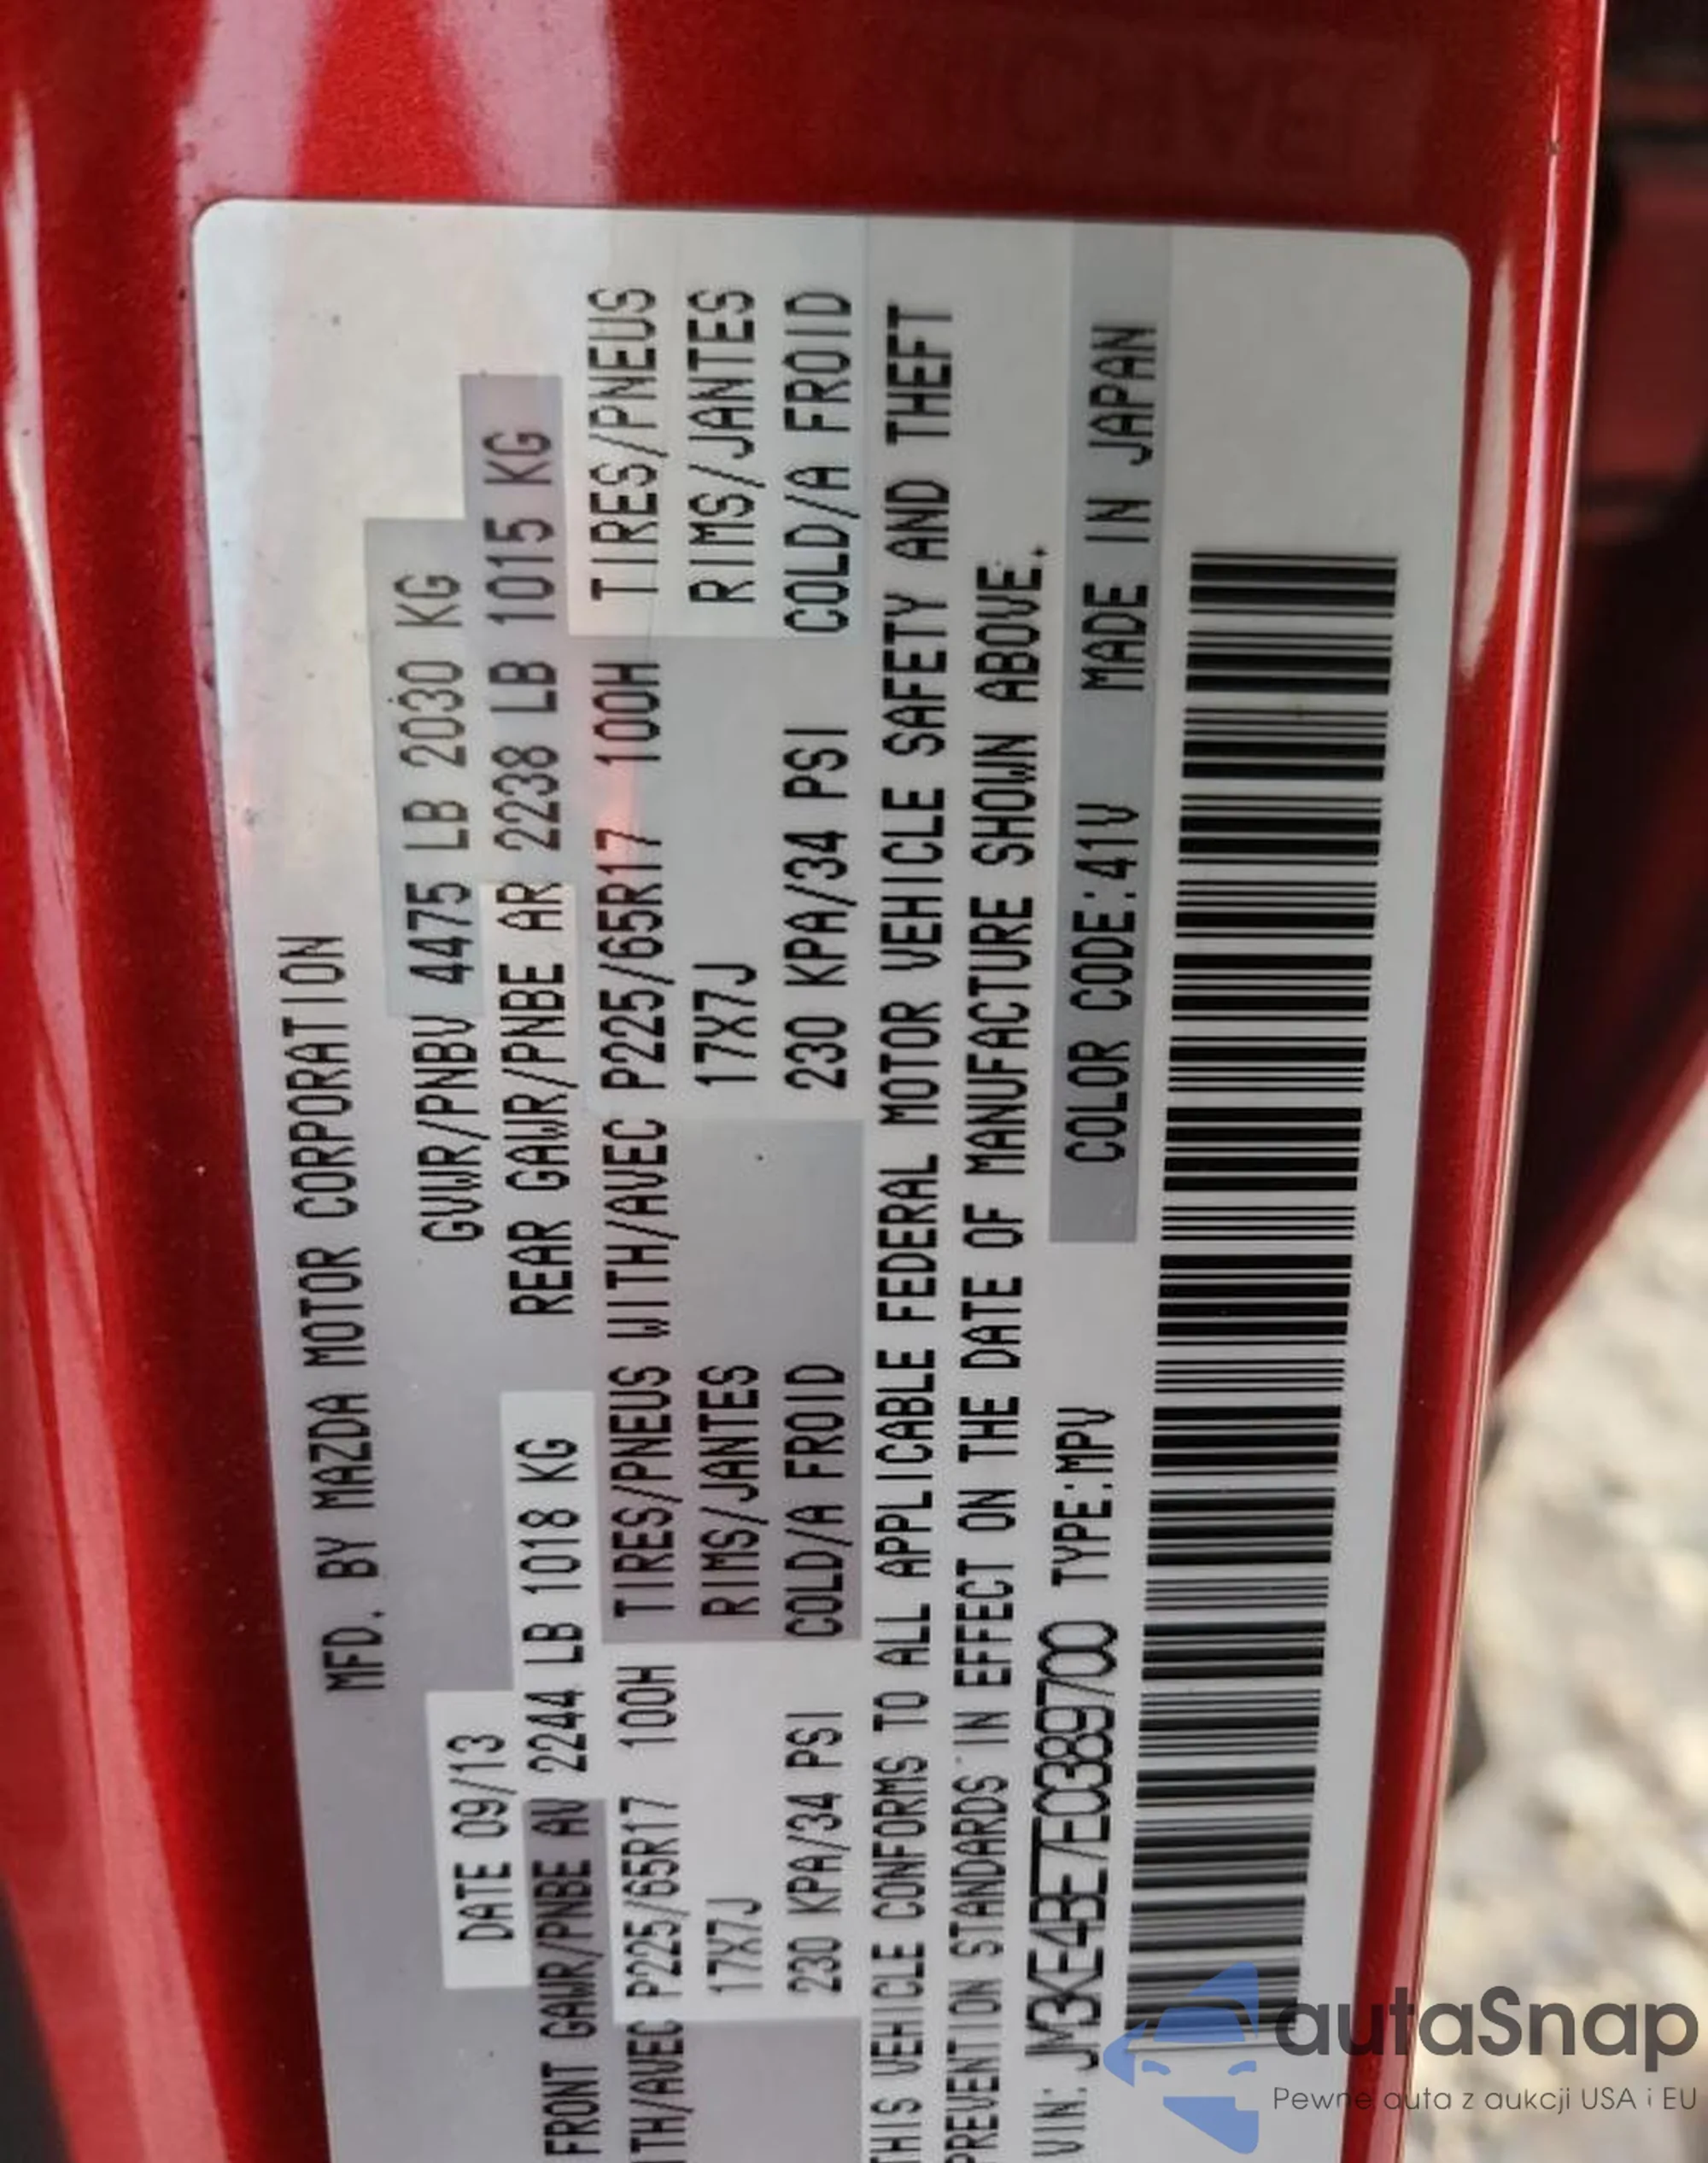 MFD. BY MAZDA MOTOR CORPORATION
DATE 09/13 GVWR/PNBV 4475 LB 2030 KG
FRONT GAWR/PNBE AV 2244 LB 1018 KG REAR GAWR/PNBE AR 2238 LB 1015 KG
TH/AVEC P225/65R17 100H TIRES/PNEUS WITH/AVEC P225/65R17 100H TIRES/PNEUS
17X7J RIMS/JANTES 17X7J RIMS/JANTES
230 KPA/34 PSI COLD/A FROID 230 KPA/34 PSI COLD/A FROID
THIS VEHICLE CONFORMS TO ALL APPLICABLE FEDERAL MOTOR VEHICLE SAFETY AND THEFT
PREVENTION STANDARDS IN EFFECT ON THE DATE OF MANUFACTURE SHOWN ABOVE.
VIN: JM3KE4BE7E0389700 TYPE:MPV COLOR CODE:41V MADE IN JAPAN
autaSnap
Pewne auta z aukcji USA i EU